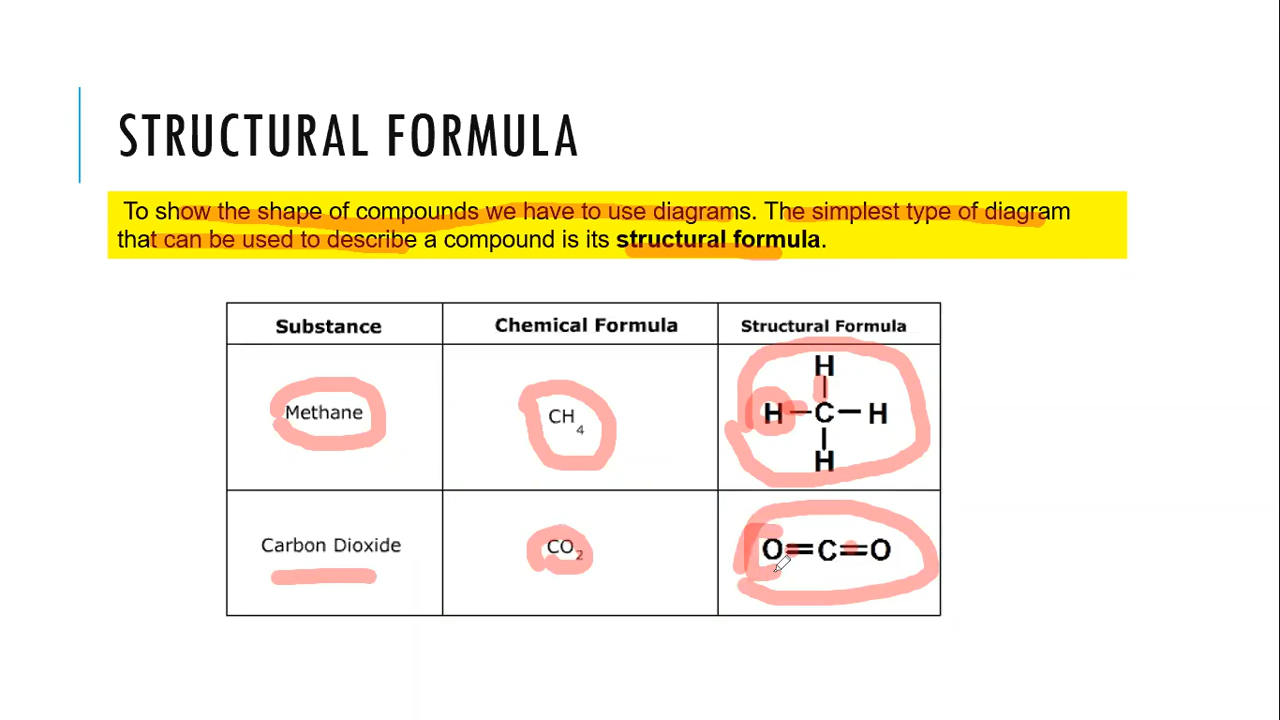 STRUCTURAL FORMULA
To show the shape of compounds we have to use diagrams. The simplest type of diagram
that can be used to describe a compound is its structural formula.
Substance Chemical Formula Structural Formula
H
Methane CH4 H—C—H
H
Carbon Dioxide CO2 O=C=O